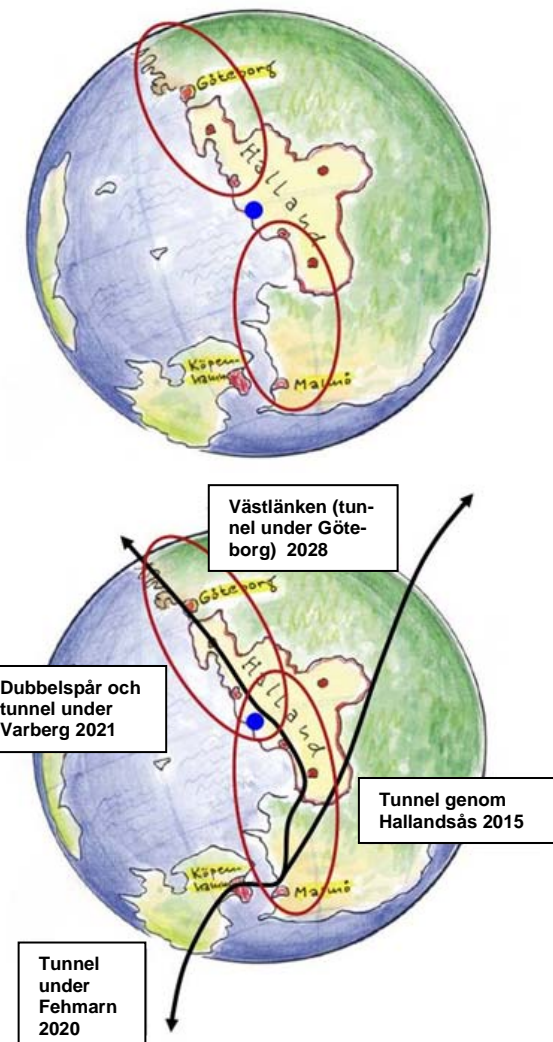 Göteborg
Halland
Köpen-
hamn
Malmö
Västlänken (tun-
nel under Göte-
borg) 2028
Göteborg
Dubbelspår och
tunnel under
Varberg 2021
Halland
Tunnel genom
Hallandsås 2015
Köpen-
hamn
Malmö
Tunnel
under
Fehmarn
2020